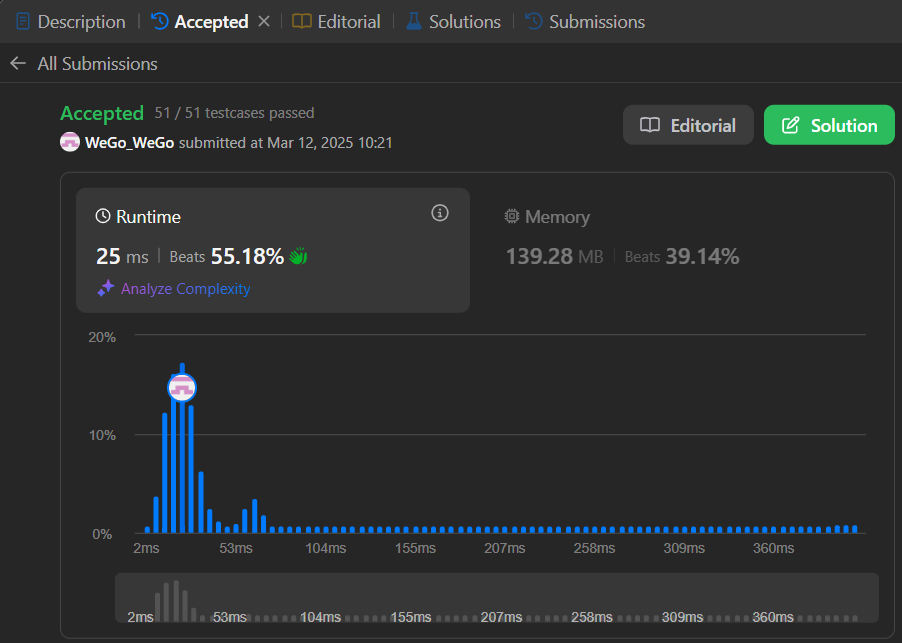 Description Accepted Editorial Solutions Submissions
All Submissions
Accepted 51 / 51 testcases passed
WeGo_WeGo submitted at Mar 12, 2025 10:21
Editorial Solution
Runtime Memory
25 ms Beats 55.18% 139.28 MB Beats 39.14%
Analyze Complexity
20%
10%
0%
2ms 53ms 104ms 155ms 207ms 258ms 309ms 360ms
2ms 53ms 104ms 155ms 207ms 258ms 309ms 360ms